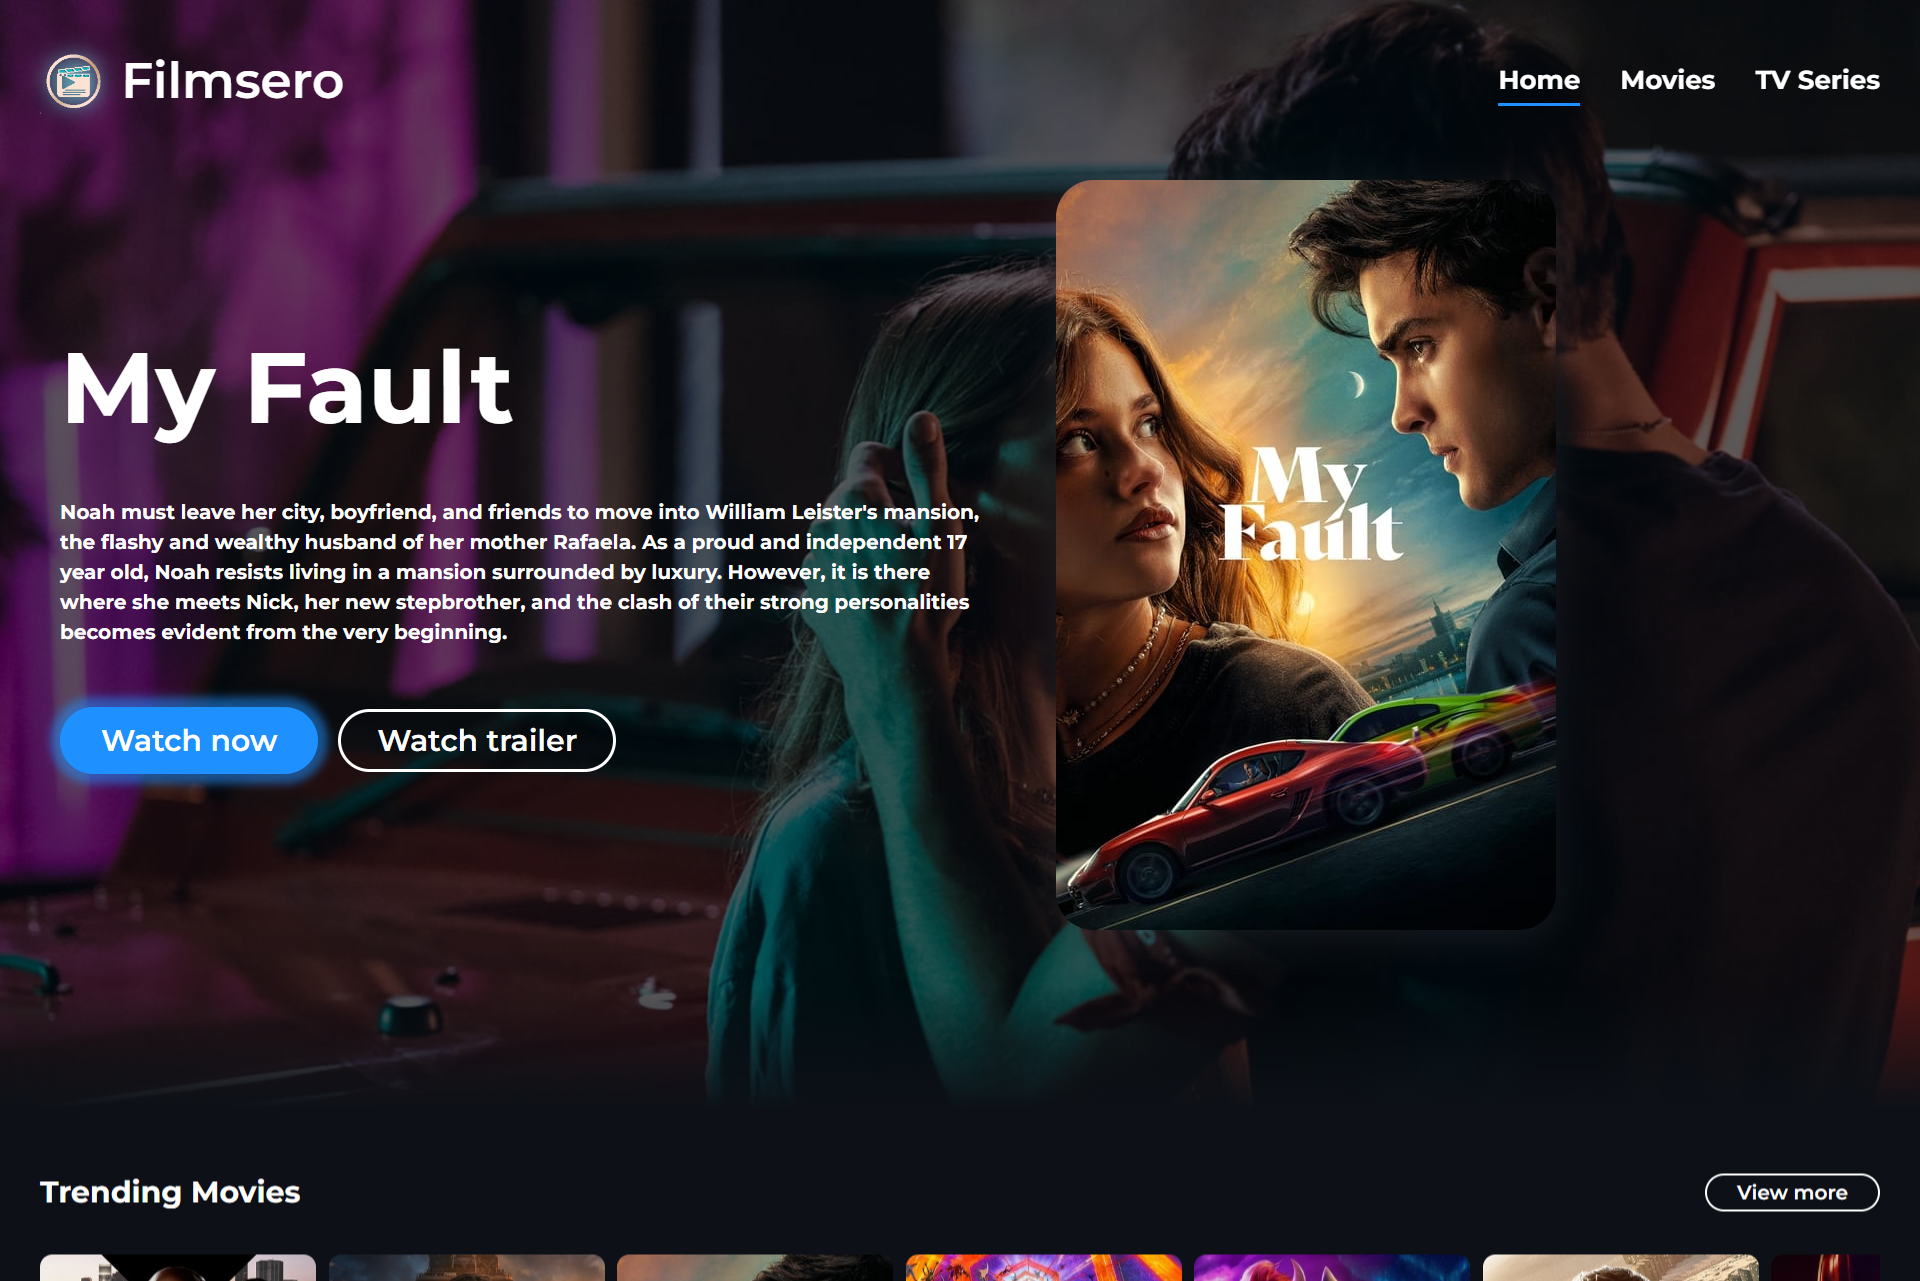 Filmsero
Home
Movies
TV Series
My Fault
Noah must leave her city, boyfriend, and friends to move into William Leister's mansion,
the flashy and wealthy husband of her mother Rafaela. As a proud and independent 17
year old, Noah resists living in a mansion surrounded by luxury. However, it is there
where she meets Nick, her new stepbrother, and the clash of their strong personalities
becomes evident from the very beginning.
Watch now
Watch trailer
My
Fault
Trending Movies
View more